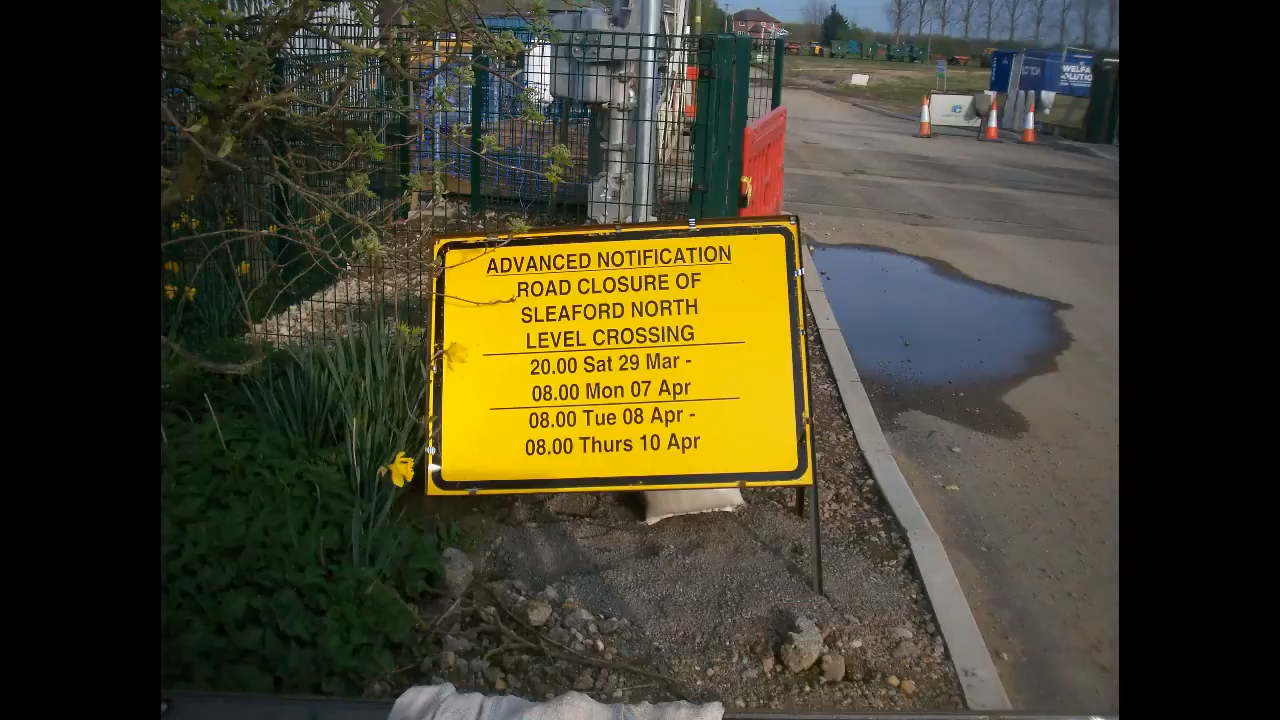 ADVANCED NOTIFICATION
ROAD CLOSURE OF
SLEAFORD NORTH
LEVEL CROSSING
20.00 Sat 29 Mar -
08.00 Mon 07 Apr
08.00 Tue 08 Apr -
08.00 Thurs 10 Apr